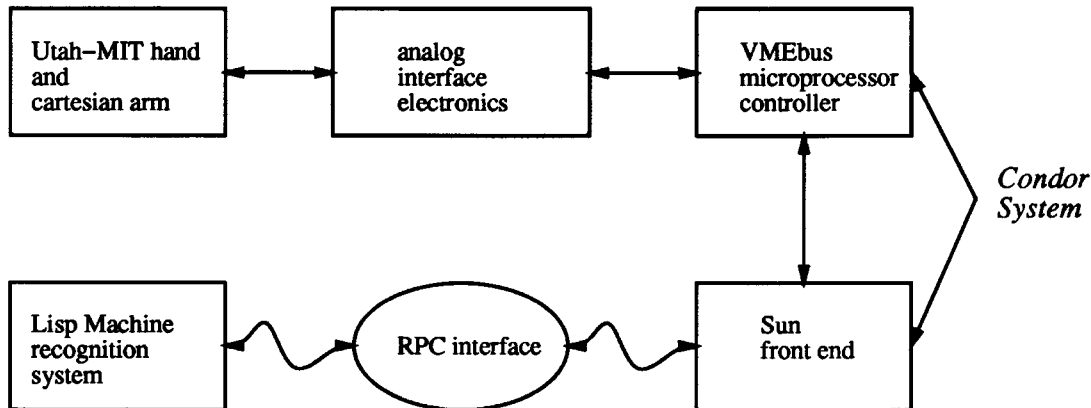 Utah–MIT hand
and
cartesian arm
analog
interface
electronics
VMEbus
microprocessor
controller
Condor
System
Lisp Machine
recognition
system
RPC interface
Sun
front end